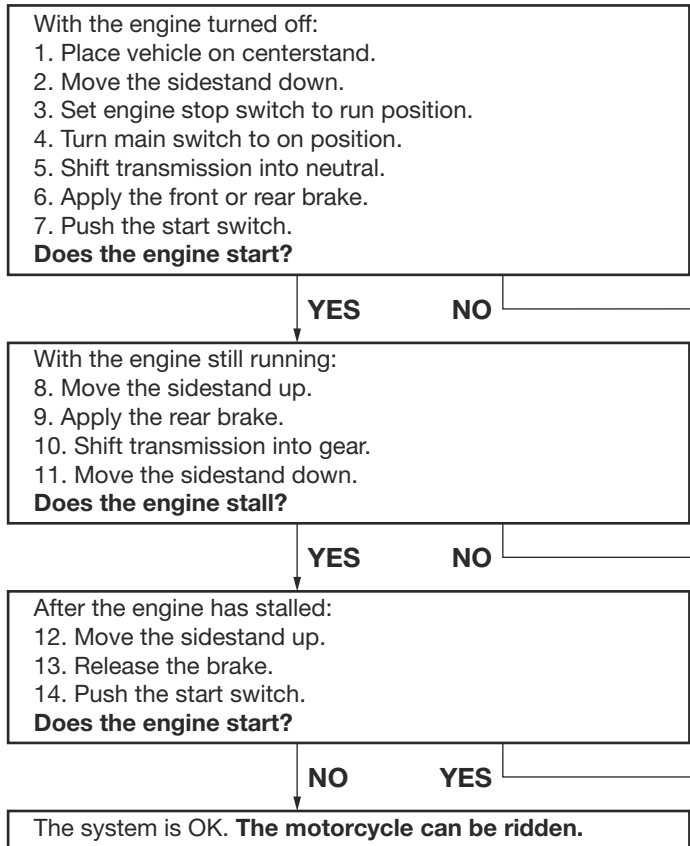 With the engine turned off:
1. Place vehicle on centerstand.
2. Move the sidestand down.
3. Set engine stop switch to run position.
4. Turn main switch to on position.
5. Shift transmission into neutral.
6. Apply the front or rear brake.
7. Push the start switch.
Does the engine start?
YES NO
With the engine still running:
8. Move the sidestand up.
9. Apply the rear brake.
10. Shift transmission into gear.
11. Move the sidestand down.
Does the engine stall?
YES NO
After the engine has stalled:
12. Move the sidestand up.
13. Release the brake.
14. Push the start switch.
Does the engine start?
NO YES
The system is OK. The motorcycle can be ridden.